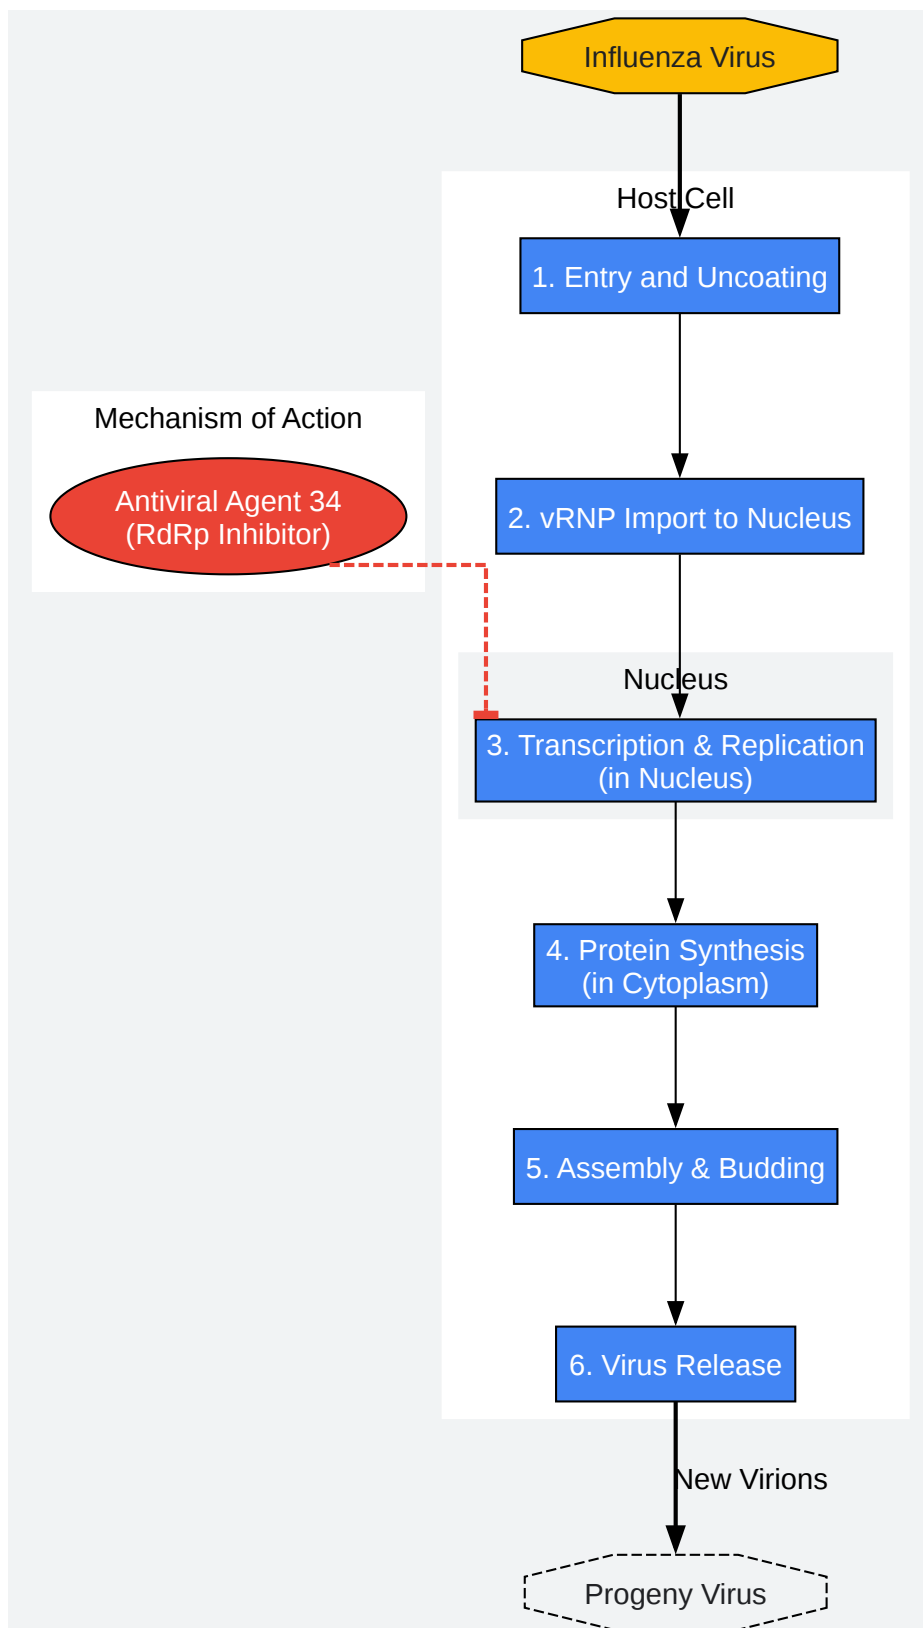 Influenza Virus
Host Cell
1. Entry and Uncoating
Mechanism of Action
Antiviral Agent 34
(RdRp Inhibitor)
2. vRNP Import to Nucleus
Nucleus
3. Transcription & Replication
(in Nucleus)
4. Protein Synthesis
(in Cytoplasm)
5. Assembly & Budding
6. Virus Release
New Virions
Progeny Virus